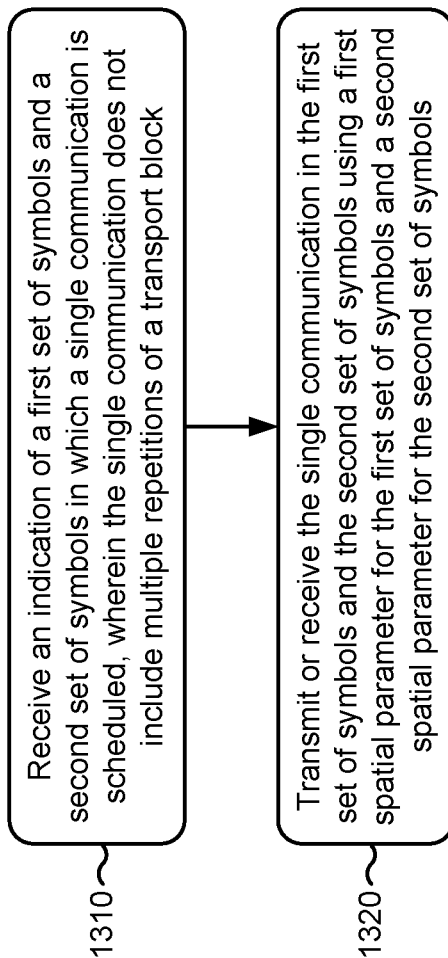 1310
Receive an indication of a first set of symbols and a
second set of symbols in which a single communication is
scheduled, wherein the single communication does not
include multiple repetitions of a transport block
1320
Transmit or receive the single communication in the first
set of symbols and the second set of symbols using a first
spatial parameter for the first set of symbols and a second
spatial parameter for the second set of symbols